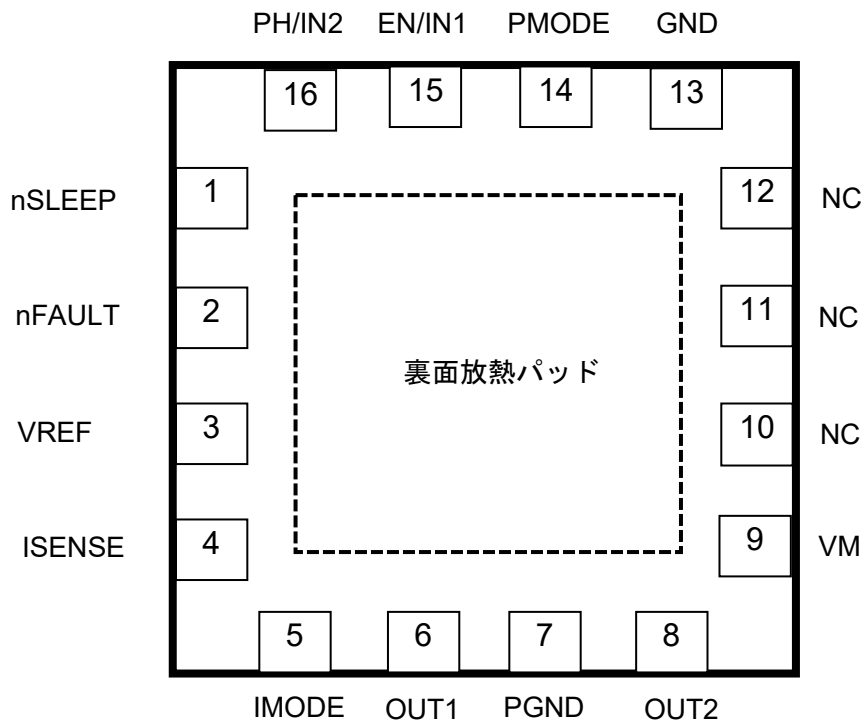 PH/IN2 EN/IN1 PMODE GND
16 15 14 13
nSLEEP 1 12 NC
nFAULT 2 11 NC
裏面放熱パッド
VREF 3 10 NC
ISENSE 4 9 VM
5 6 7 8
IMODE OUT1 PGND OUT2